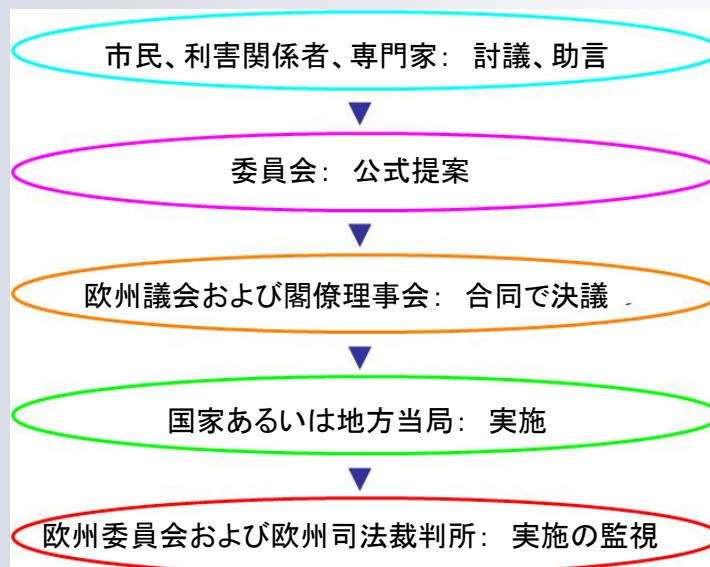 市民、利害関係者、専門家： 討議、助言
委員会： 公式提案
欧州議会および閣僚理事会： 合同で決議
国家あるいは地方当局： 実施
欧州委員会および欧州司法裁判所： 実施の監視